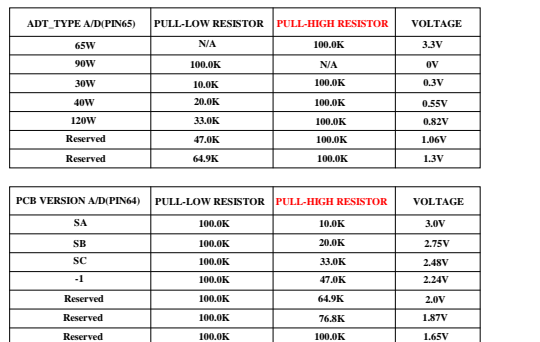 ADT_TYPE A/D(PIN65) PULL-LOW RESISTOR PULL-HIGH RESISTOR VOLTAGE
65W N/A 100.0K 3.3V
90W 100.0K N/A 0V
30W 10.0K 100.0K 0.3V
40W 20.0K 100.0K 0.55V
120W 33.0K 100.0K 0.82V
Reserved 47.0K 100.0K 1.06V
Reserved 64.9K 100.0K 1.3V
PCB VERSION A/D(PIN64) PULL-LOW RESISTOR PULL-HIGH RESISTOR VOLTAGE
SA 100.0K 10.0K 3.0V
SB 100.0K 20.0K 2.75V
SC 100.0K 33.0K 2.48V
-1 100.0K 47.0K 2.24V
Reserved 100.0K 64.9K 2.0V
Reserved 100.0K 76.8K 1.87V
Reserved 100.0K 100.0K 1.65V